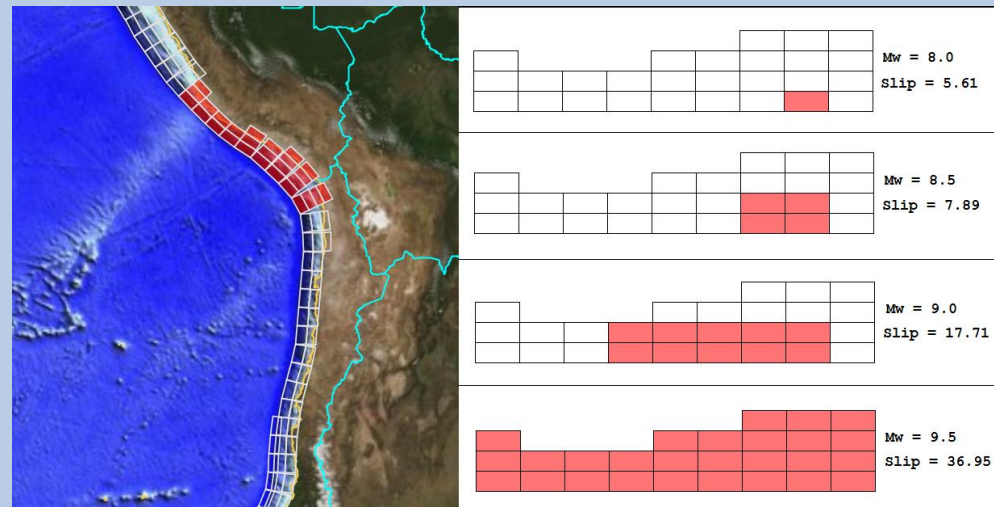 Mw = 8.0
Slip = 5.61
Mw = 8.5
Slip = 7.89
Mw = 9.0
Slip = 17.71
Mw = 9.5
Slip = 36.95